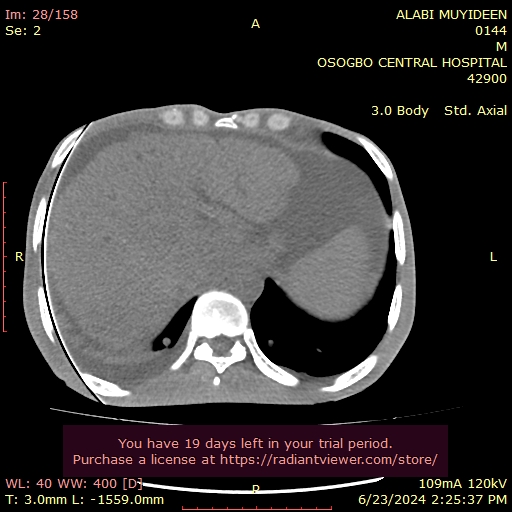 Im: 28/158
Se: 2
A
ALABI MUYIDEEN
0144
M
OSOGBO CENTRAL HOSPITAL
42900
3.0 Body Std. Axial
R
L
You have 19 days left in your trial period.
Purchase a license at https://radiantviewer.com/store/
WL: 40 WW: 400 [D]
T: 3.0mm L: -1559.0mm
P
109mA 120kV
6/23/2024 2:25:37 PM